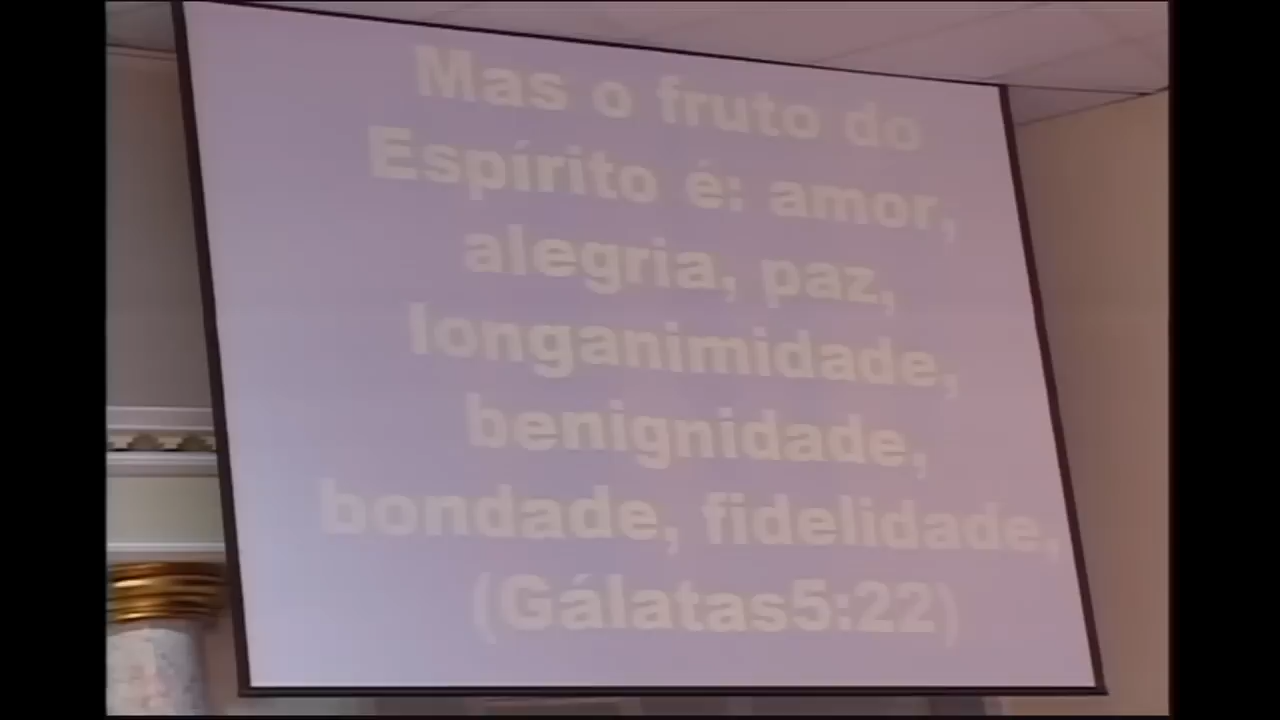 Mas o fruto do
Espírito é: amor,
alegria, paz,
longanimidade,
benignidade,
bondade, fidelidade,
(Gálatas5:22)